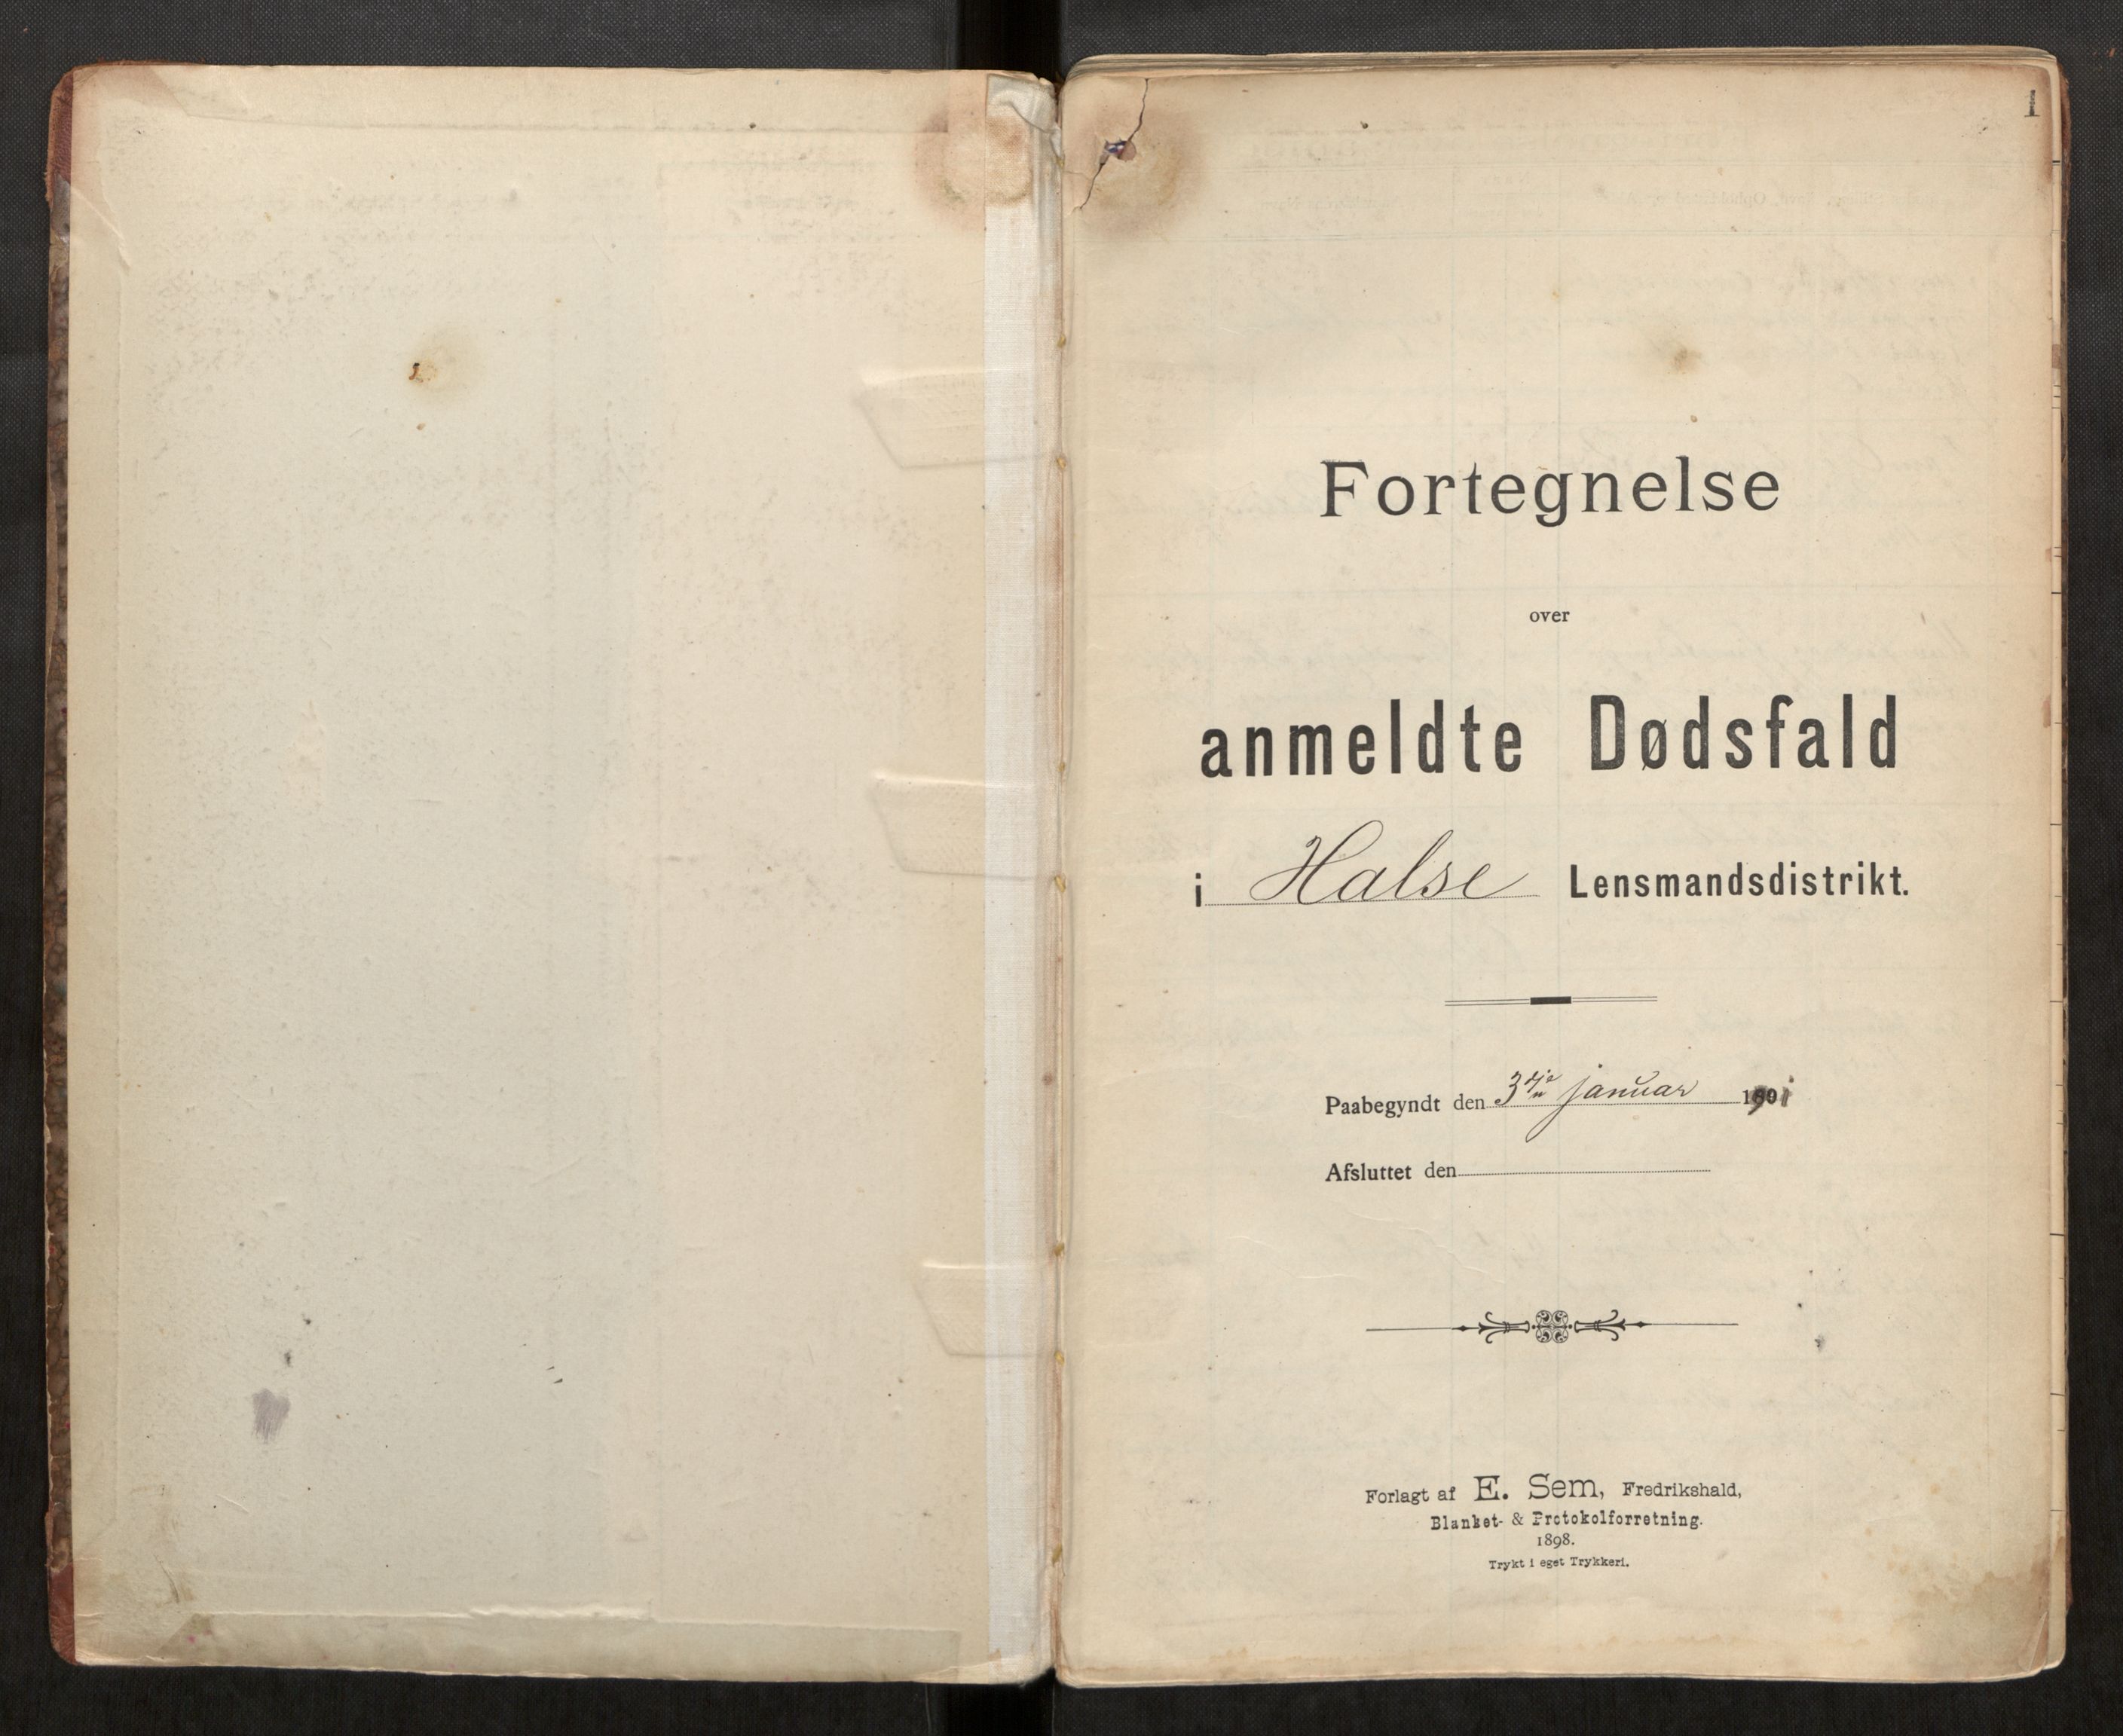 1
Fortegnelse
over
anmeldte Dødsfald
i Halse Lensmandsdistrikt.
Paabegyndt den 3die januar 1901
Afsluttet den
Forlagt af E. Sem, Fredrikshald,
Blanket- & Protokolforretning.
1898.
Trykt i eget Trykkeri.